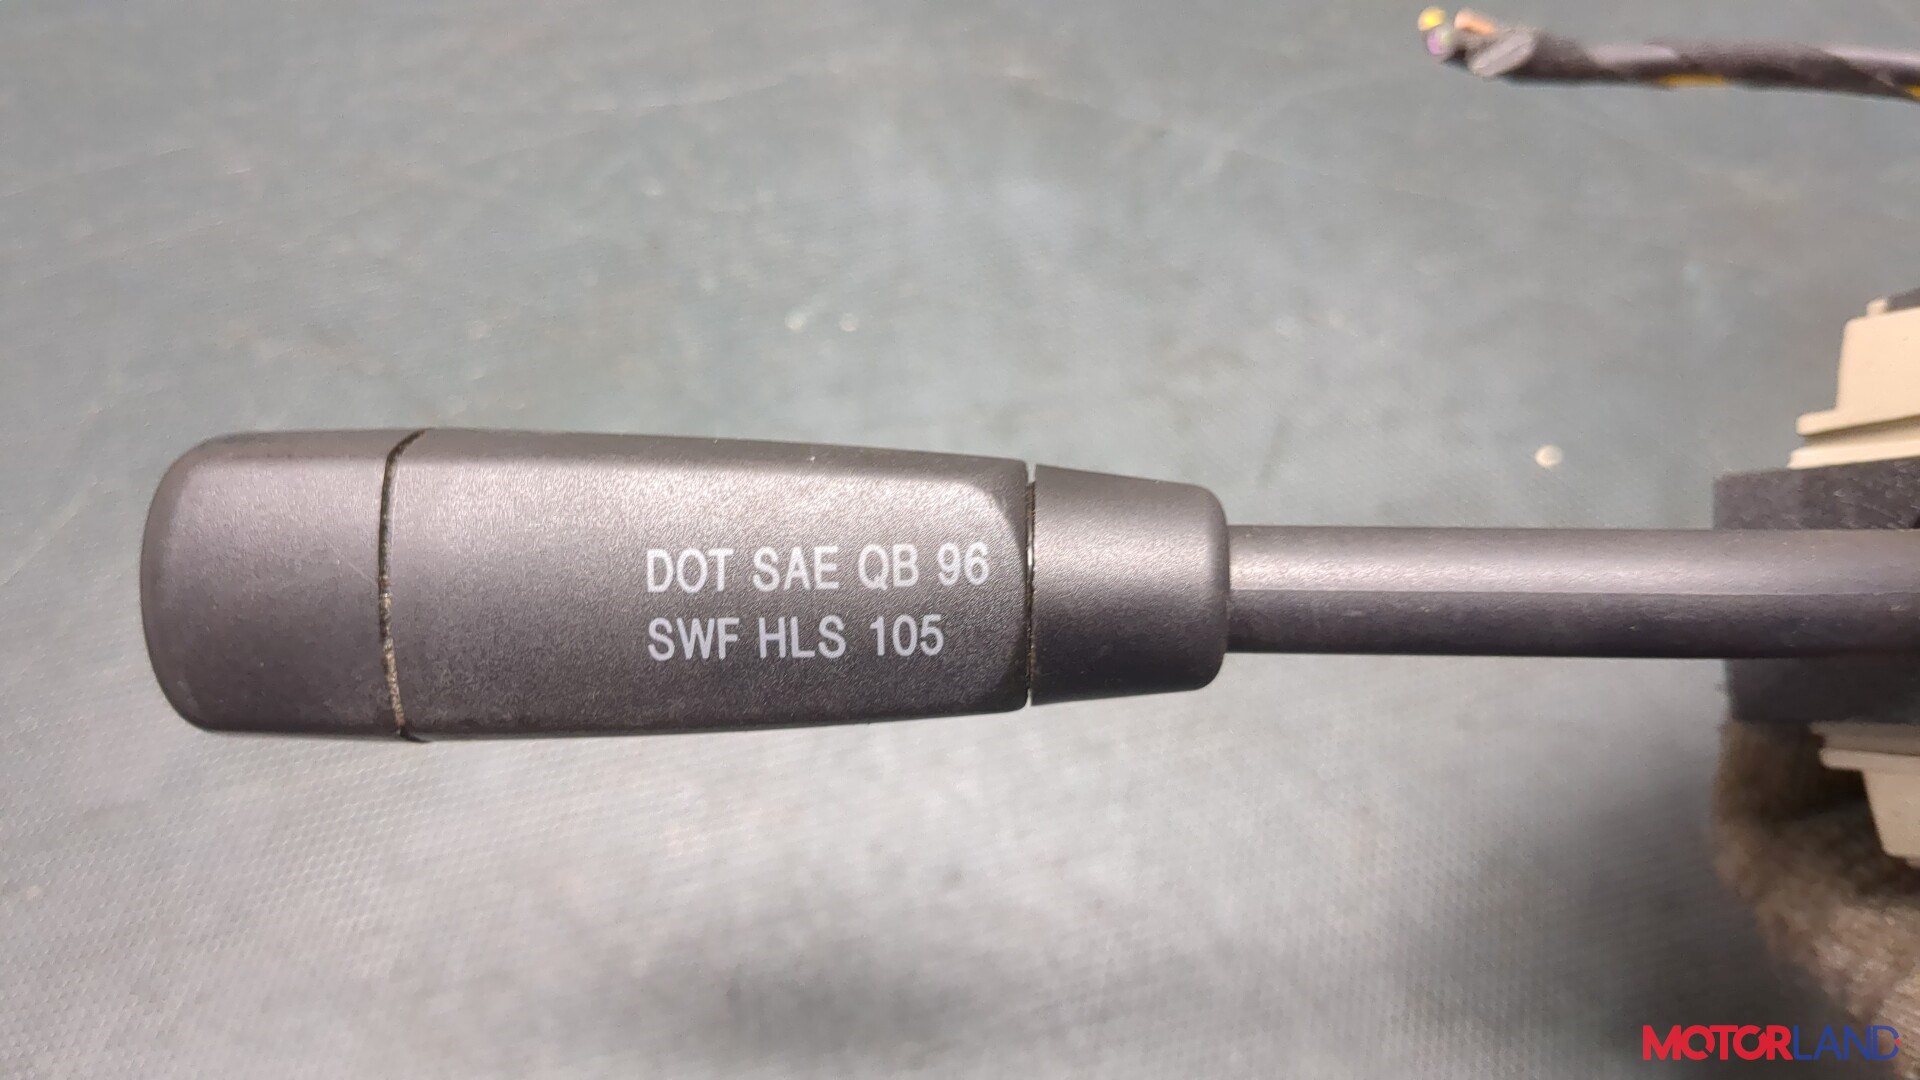 DOT SAE QB 96
SWF HLS 105
MOTORLAND